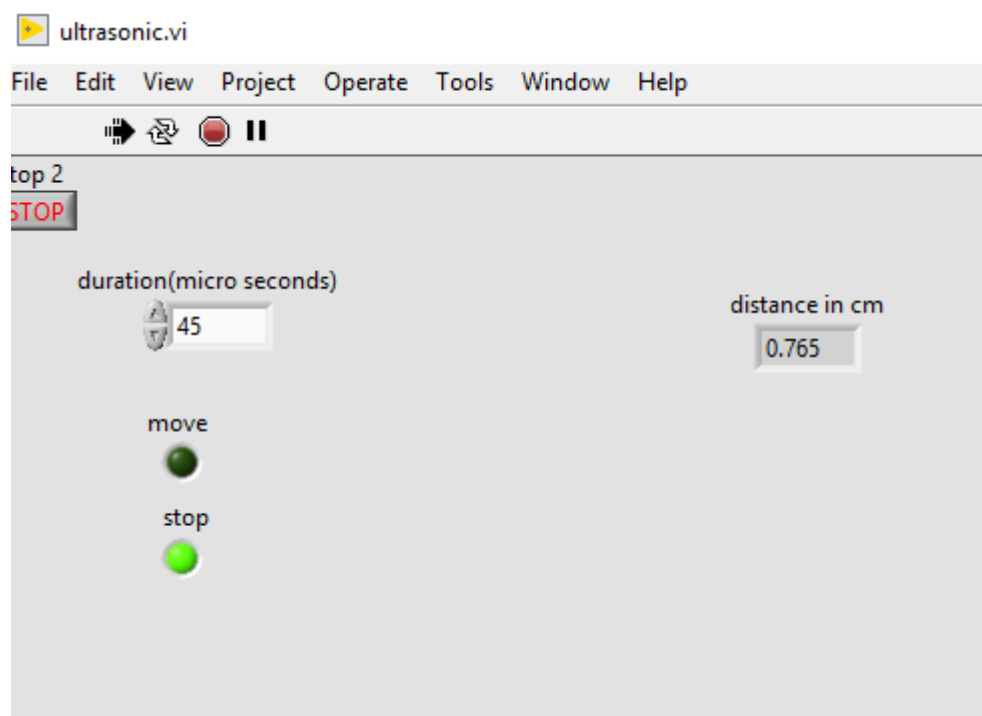 ultrasonic.vi
File Edit View Project Operate Tools Window Help
top 2
STOP
duration(micro seconds)
45
distance in cm
0.765
move
stop